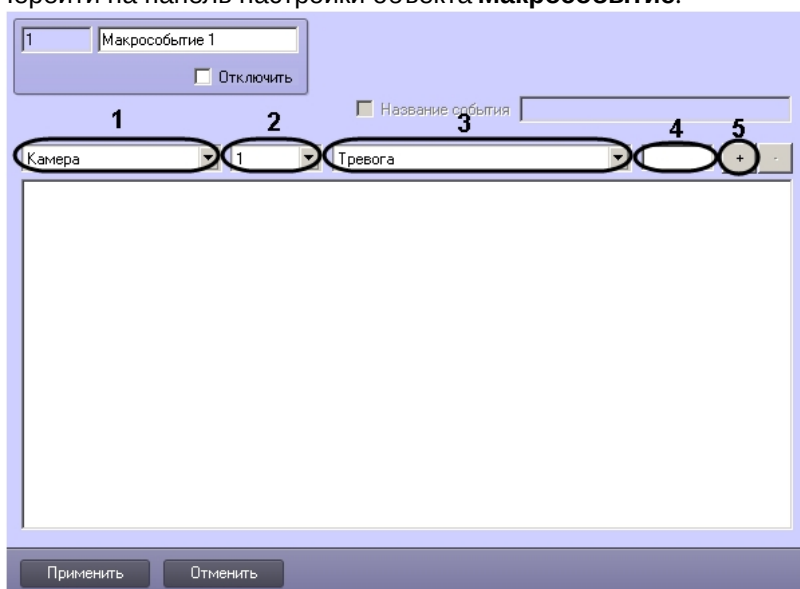 перейти на панель настройки объекта Макрособытие.
1 Макрособытие 1
Отключить
Название события
1 2 3 4 5
Камера 1 Тревога + -
Применить Отменить